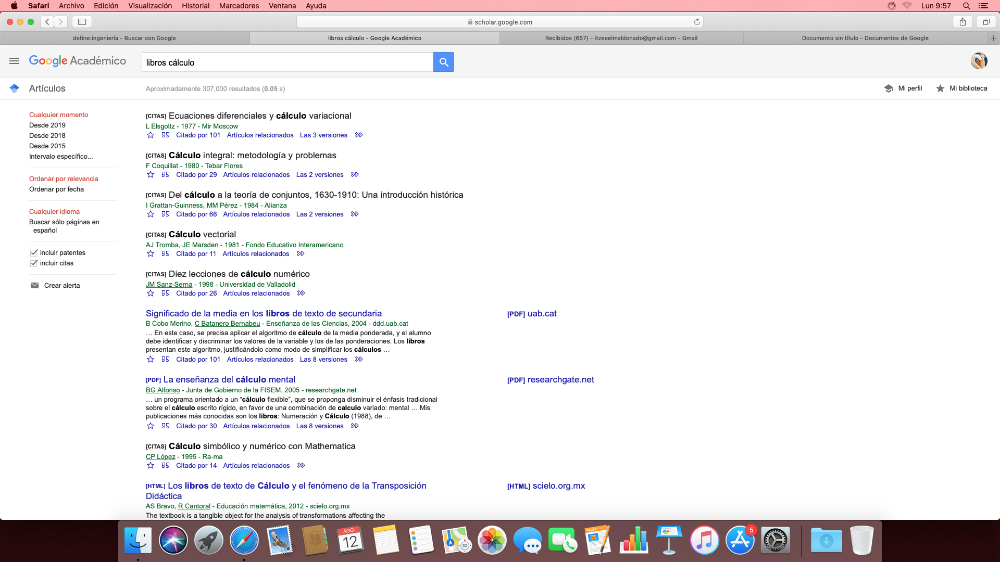 Safari Archivo Edición Visualización Historial Marcadores Ventana Ayuda Lun 9:57
scholar.google.com
define:ingeniería - Buscar con Google
libros cálculo - Google Académico
Recibidos (657) - itzeeelmaldonado@gmail.com - Gmail
Documento sin título - Documentos de Google
Google Académico
libros cálculo
Artículos
Aproximadamente 307,000 resultados (0.05 s)
Mi perfil
Mi biblioteca
Cualquier momento
Desde 2019
Desde 2018
Desde 2015
Intervalo específico...
Ordenar por relevancia
Ordenar por fecha
Cualquier idioma
Buscar sólo páginas en
español
incluir patentes
incluir citas
Crear alerta
[CITAS] Ecuaciones diferenciales y cálculo variacional
L Elsgoltz - 1977 - Mir Moscow
Citado por 101 Artículos relacionados Las 3 versiones
[CITAS] Cálculo integral: metodología y problemas
F Coquillat - 1980 - Tebar Flores
Citado por 29 Artículos relacionados Las 2 versiones
[CITAS] Del cálculo a la teoría de conjuntos, 1630-1910: Una introducción histórica
I Grattan-Guinness, MM Pérez - 1984 - Alianza
Citado por 66 Artículos relacionados Las 2 versiones
[CITAS] Cálculo vectorial
AJ Tromba, JE Marsden - 1981 - Fondo Educativo Interamericano
Citado por 11 Artículos relacionados
[CITAS] Diez lecciones de cálculo numérico
JM Sanz-Serna - 1998 - Universidad de Valladolid
Citado por 26 Artículos relacionados
Significado de la media en los libros de texto de secundaria
[PDF] uab.cat
B Cobo Merino, C Batanero Bernabeu - Enseñanza de las Ciencias, 2004 - ddd.uab.cat
… En este caso, se precisa aplicar el algoritmo de cálculo de la media ponderada, y el alumno
debe identificar y discriminar los valores de la variable y los de las ponderaciones. Los libros
presentan este algoritmo, justificándolo como modo de simplificar los cálculos …
Citado por 101 Artículos relacionados Las 8 versiones
[PDF] La enseñanza del cálculo mental
[PDF] researchgate.net
BG Alfonso - Junta de Gobierno de la FISEM, 2005 - researchgate.net
… un programa orientado a un “cálculo flexible”, que se proponga disminuir el énfasis tradicional
sobre el cálculo escrito rígido, en favor de una combinación de calculo variado: mental … Mis
publicaciones más conocidas son los libros: Numeración y Cálculo (1988), de …
Citado por 30 Artículos relacionados Las 8 versiones
[CITAS] Cálculo simbólico y numérico con Mathematica
CP López - 1995 - Ra-ma
Citado por 14 Artículos relacionados
[HTML] Los libros de texto de Cálculo y el fenómeno de la Transposición
Didáctica
[HTML] scielo.org.mx
AS Bravo, R Cantoral - Educación matemática, 2012 - scielo.org.mx
The textbook is a tangible object for the analysis of transformations affecting the
AGO
12
3D
PAGES
5